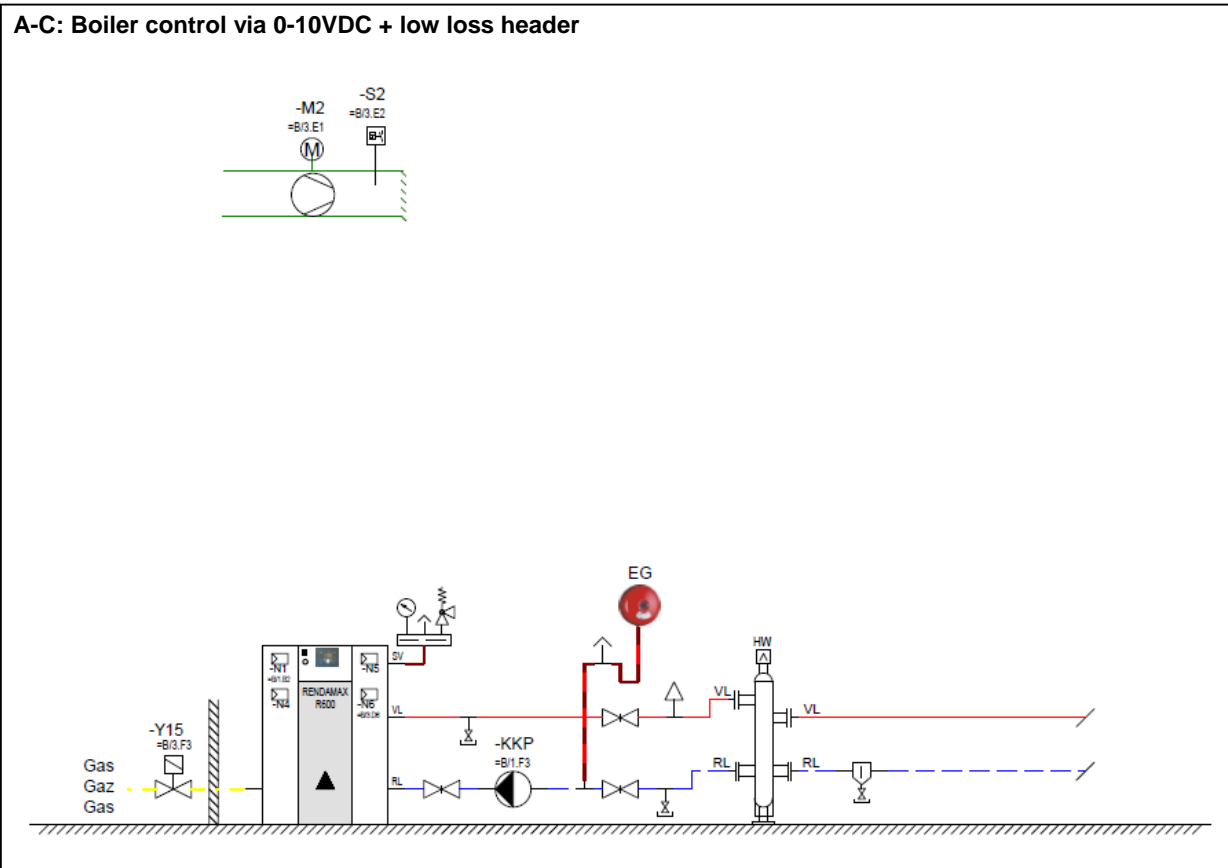 A-C: Boiler control via 0-10VDC + low loss header
-S2
=B/3.E2
-M2
=B/3.E1
M
EG
HW
SV
-N1
=B/1.B2
-N5
RENDAMAX
R600
-N4
-N6
=B/3.D6
VL
VL
VL
-Y15
=B/3.F3
-KKP
=B/1.F3
RL
RL
RL
Gas
Gaz
Gas